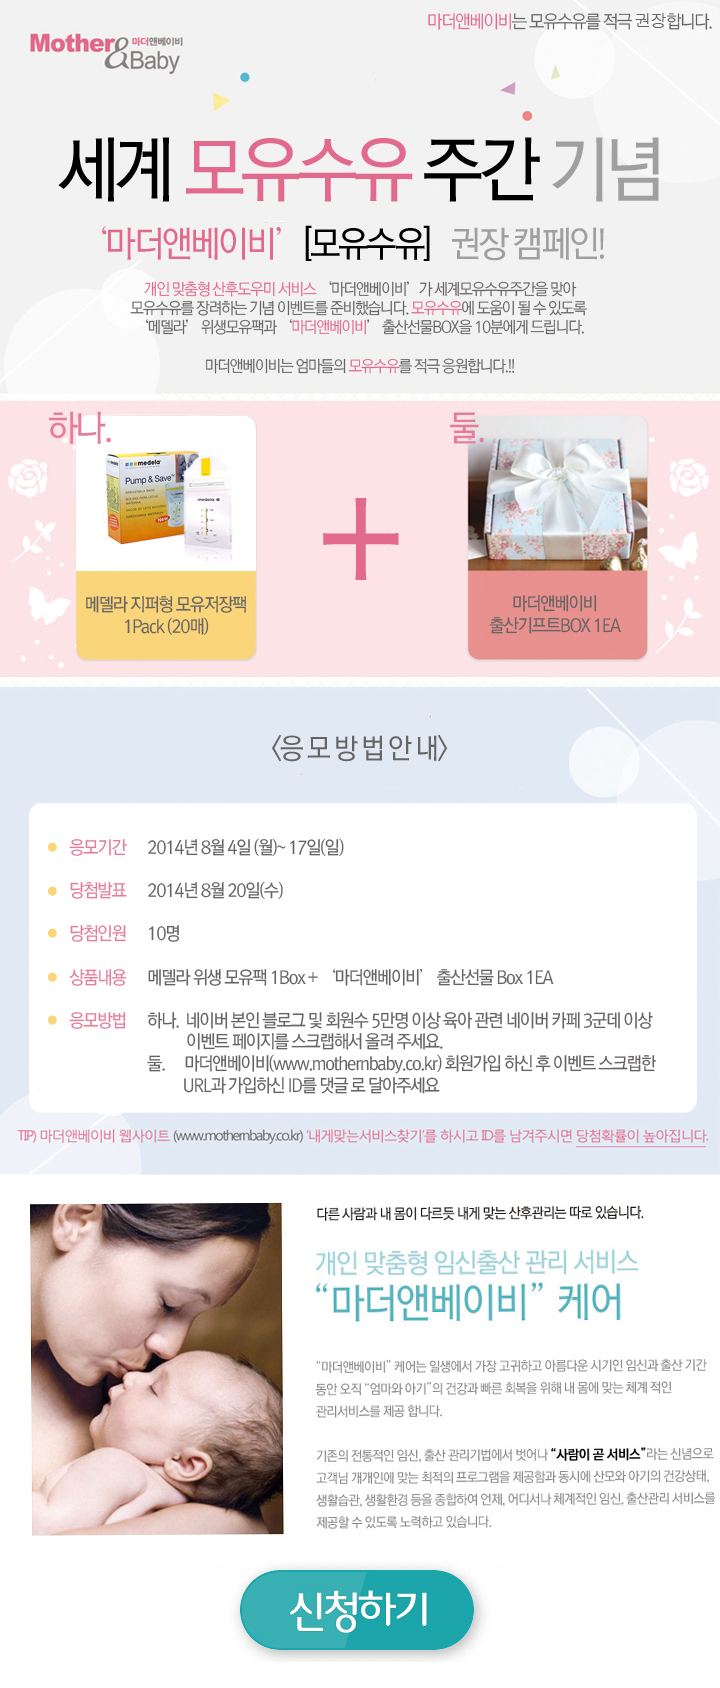 마더앤베이비는 모유수유를 적극 권장합니다.
Mother 마더앤베이비
&Baby
세계 모유수유 주간 기념
‘마더앤베이비’ [모유수유] 권장 캠페인!
개인 맞춤형 산후도우미 서비스 ‘마더앤베이비’ 가 세계모유수유주간을 맞아
모유수유를 장려하는 기념 이벤트를 준비했습니다. 모유수유에 도움이 될 수 있도록
‘메델라’ 위생모유팩과 ‘마더앤베이비’ 출산선물BOX을 10분에게 드립니다.
마더앤베이비는 엄마들의 모유수유를 적극 응원합니다.!!
하나.
medela
Pump & Save™
medela
메델라 지퍼형 모유저장팩
1Pack (20매)
+
둘.
마더앤베이비
출산기프트BOX 1EA
<응모방법안내>
응모기간 2014년 8월 4일 (월)~ 17일(일)
당첨발표 2014년 8월 20일(수)
당첨인원 10명
상품내용 메델라 위생 모유팩 1Box + ‘마더앤베이비’ 출산선물 Box 1EA
응모방법 하나. 네이버 본인 블로그 및 회원수 5만명 이상 육아 관련 네이버 카페 3군데 이상
이벤트 페이지를 스크랩해서 올려 주세요.
둘. 마더앤베이비(www.mothernbaby.co.kr) 회원가입 하신 후 이벤트 스크랩한
URL과 가입하신 ID를 댓글 로 달아주세요
TIP) 마더앤베이비 웹사이트 (www.mothernbaby.co.kr) ‘내게맞는서비스찾기’를 하시고 ID를 남겨주시면 당첨확률이 높아집니다.
다른 사람과 내 몸이 다르듯 내게 맞는 산후관리는 따로 있습니다.
개인 맞춤형 임신출산 관리 서비스
“마더앤베이비” 케어
“마더앤베이비” 케어는 일생에서 가장 고귀하고 아름다운 시기인 임신과 출산 기간
동안 오직 “엄마와 아기”의 건강과 빠른 회복을 위해 내 몸에 맞는 체계 적인
관리서비스를 제공 합니다.
기존의 전통적인 임신, 출산 관리기법에서 벗어나 “사람이 곧 서비스”라는 신념으로
고객님 개개인에 맞는 최적의 프로그램을 제공함과 동시에 산모와 아기의 건강상태,
생활습관, 생활환경 등을 종합하여 언제, 어디서나 체계적인 임신, 출산관리 서비스를
제공할 수 있도록 노력하고 있습니다.
신청하기